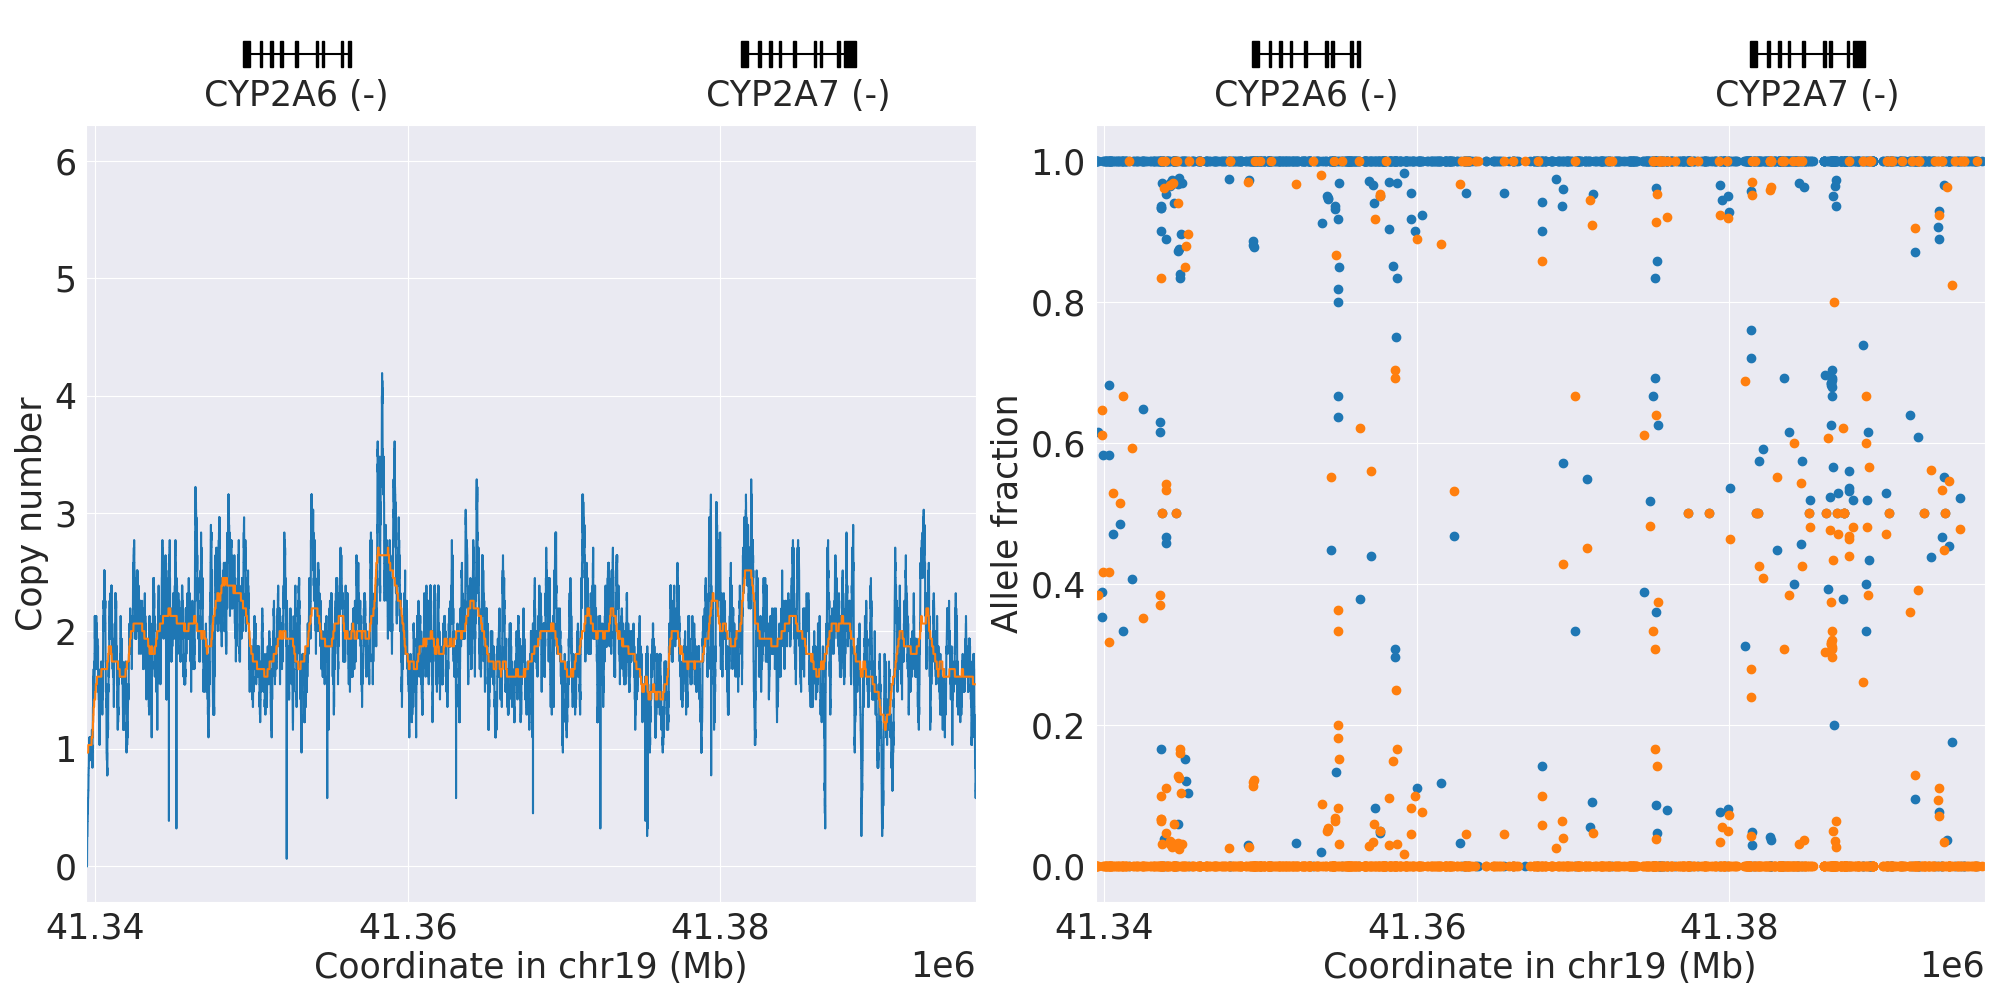 CYP2A6 (-) CYP2A7 (-)
6
5
4
3
2
1
0
Copy number
41.34 41.36 41.38
Coordinate in chr19 (Mb) 1e6
CYP2A6 (-) CYP2A7 (-)
1.0
0.8
0.6
0.4
0.2
0.0
Allele fraction
41.34 41.36 41.38
Coordinate in chr19 (Mb) 1e6